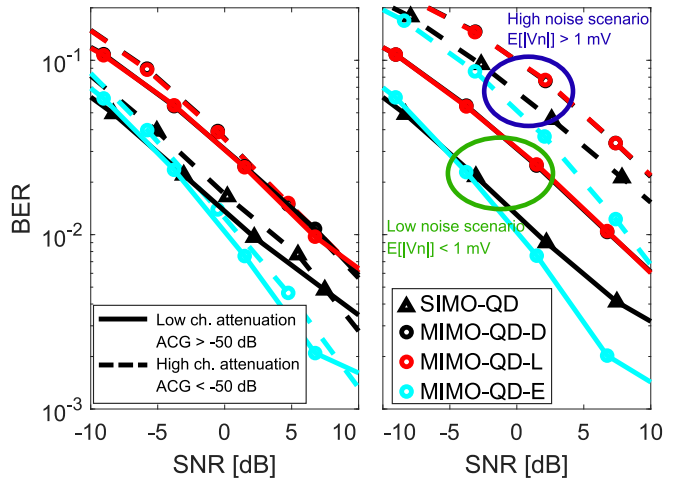 BER
10^-1
10^-2
10^-3
-10 -5 0 5 10
SNR [dB]
Low ch. attenuation
ACG > -50 dB
High ch. attenuation
ACG < -50 dB
High noise scenario
E[|Vn|] > 1 mV
Low noise scenario
E[|Vn|] < 1 mV
SIMO-QD
MIMO-QD-D
MIMO-QD-L
MIMO-QD-E
-10 -5 0 5 10
SNR [dB]